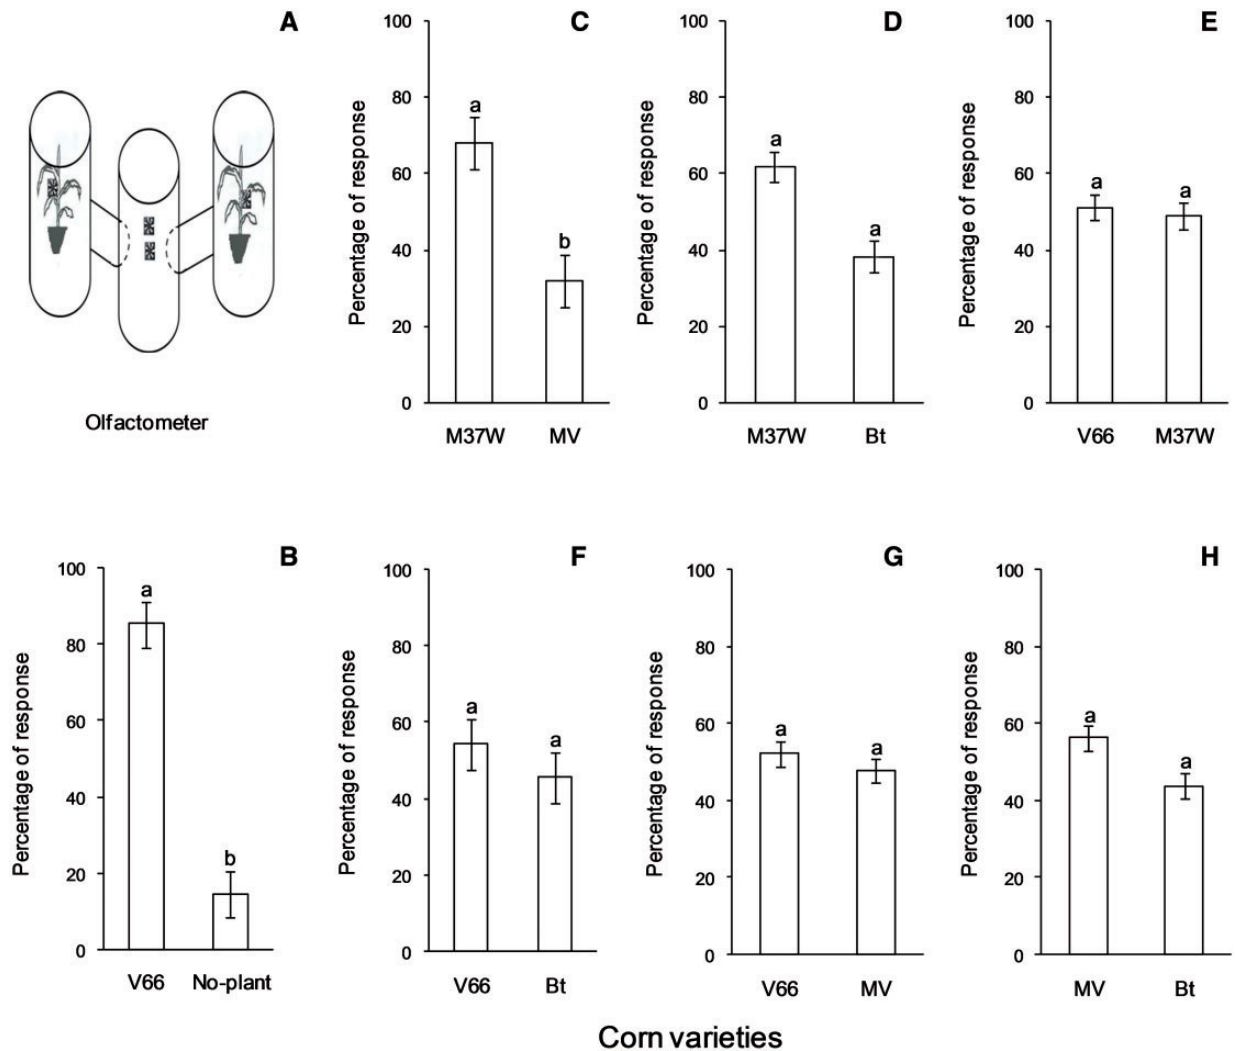 A
Olfactometer
C
Percentage of response
100
80
60
40
20
0
a
b
M37W MV
D
Percentage of response
100
80
60
40
20
0
a
a
M37W Bt
E
Percentage of response
100
80
60
40
20
0
a
a
V66 M37W
B
Percentage of response
100
80
60
40
20
0
a
b
V66 No-plant
F
Percentage of response
100
80
60
40
20
0
a
a
V66 Bt
G
Percentage of response
100
80
60
40
20
0
a
a
V66 MV
H
Percentage of response
100
80
60
40
20
0
a
a
MV Bt
Corn varieties